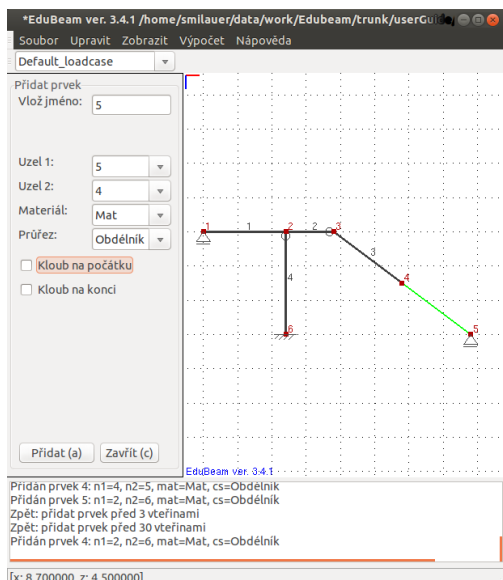 *EduBeam ver. 3.4.1 /home/smilauer/data/work/Edubeam/trunk/userGu
Soubor Upravit Zobrazit Výpočet Nápověda
Default_loadcase
Přidat prvek
Vlož jméno: 5
Uzel 1: 5
Uzel 2: 4
Materiál: Mat
Průřez: Obdélník
Kloub na počátku
Kloub na konci
Přidat (a) Zavřít (c)
1 1 2 2 3
3
4 4
6 5
EduBeam ver. 3.4.1
Přidán prvek 4: n1=4, n2=5, mat=Mat, cs=Obdélník
Přidán prvek 5: n1=2, n2=6, mat=Mat, cs=Obdélník
Zpět: přidat prvek před 3 vteřinami
Zpět: přidat prvek před 30 vteřinami
Přidán prvek 4: n1=2, n2=6, mat=Mat, cs=Obdélník
[x: 8.700000, z: 4.500000]